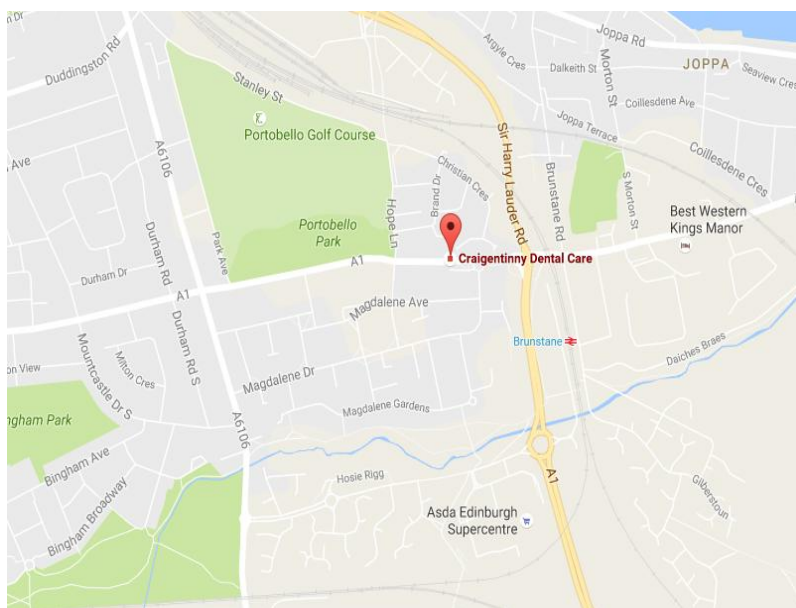 Duddingston Rd
Stanley St
Portobello Golf Course
A6106
Argyle Cres
Dalkeith St
Joppa Rd
Morton St
JOPPA
Seaview Cres
Coillesdene Ave
Joppa Terrace
Coillesdene Cres
Sir Harry Lauder Rd
Brunstane Rd
S Morton St
Christian Cres
Brand Dr
Hope Ln
Portobello
Park
Park Ave
Durham Rd
Durham Dr
A1
A1
Craigentinny Dental Care
Best Western
Kings Manor
Magdalene Ave
Brunstane
Daiches Braes
Durham Rd S
Milton Cres
Mountcastle Dr S
on View
Magdalene Dr
Magdalene Gardens
A6106
ngham Park
Bingham Ave
Bingham Broadway
Hosie Rigg
A1
Asda Edinburgh
Supercentre
Gilberstoun